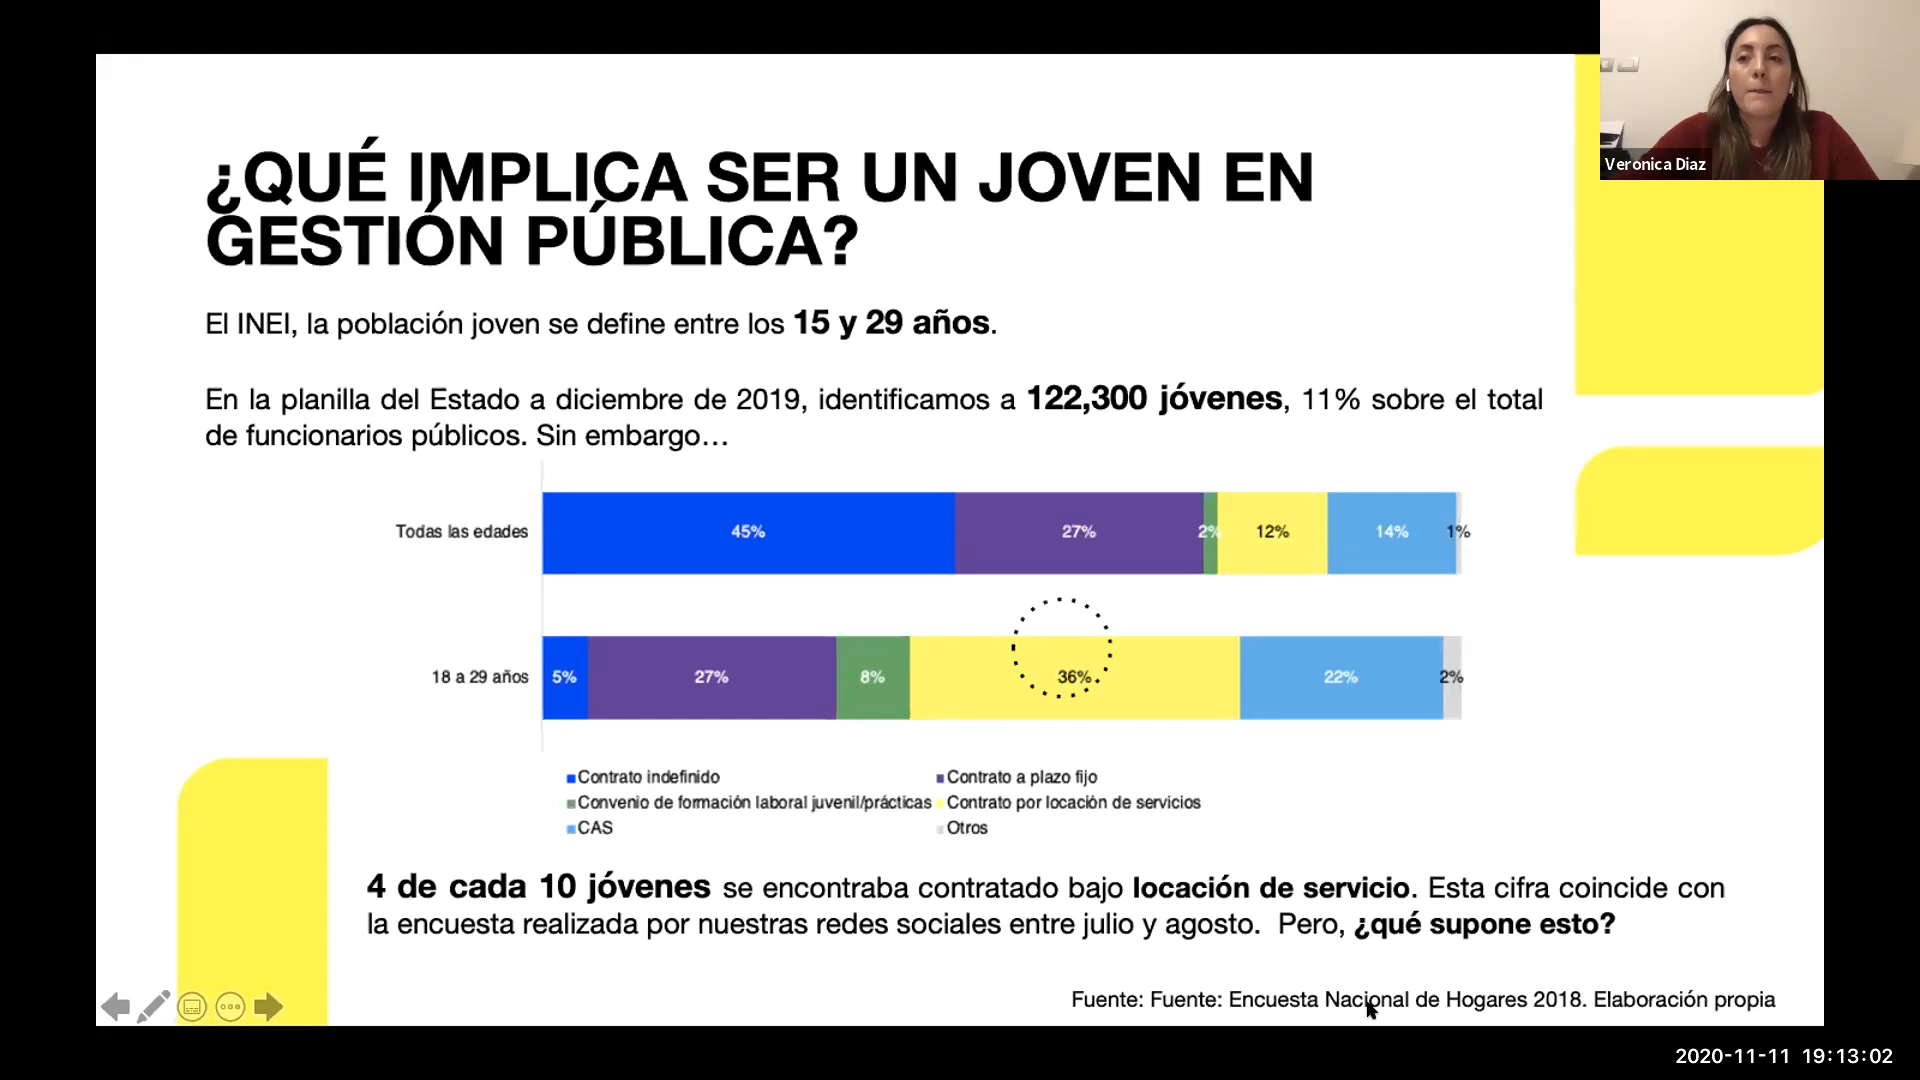 ¿QUÉ IMPLICA SER UN JOVEN EN
GESTIÓN PÚBLICA?
Veronica Diaz
El INEI, la población joven se define entre los 15 y 29 años.
En la planilla del Estado a diciembre de 2019, identificamos a 122,300 jóvenes, 11% sobre el total
de funcionarios públicos. Sin embargo…
Todas las edades 45% 27% 2% 12% 14% 1%
18 a 29 años 5% 27% 8% 36% 22% 2%
Contrato indefinido Contrato a plazo fijo
Convenio de formación laboral juvenil/prácticas Contrato por locación de servicios
CAS Otros
4 de cada 10 jóvenes se encontraba contratado bajo locación de servicio. Esta cifra coincide con
la encuesta realizada por nuestras redes sociales entre julio y agosto. Pero, ¿qué supone esto?
Fuente: Fuente: Encuesta Nacional de Hogares 2018. Elaboración propia
2020-11-11 19:13:02